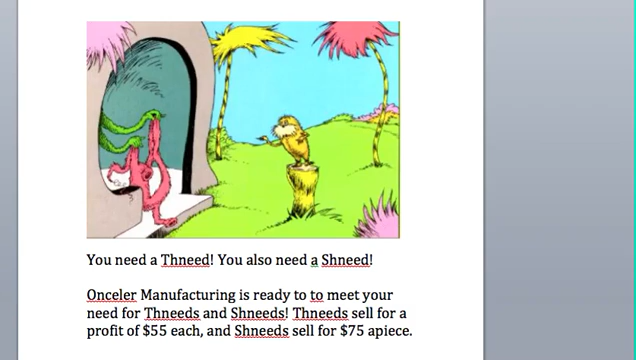 You need a Thneed! You also need a Shneed!
Onceler Manufacturing is ready to to meet your
need for Thneeds and Shneeds! Thneeds sell for a
profit of $55 each, and Shneeds sell for $75 apiece.